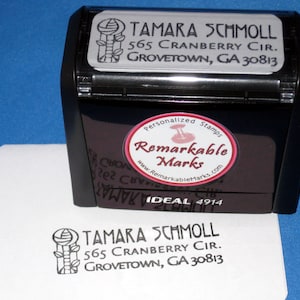 TAMARA SCHMOLL
565 CRANBERRY CIR.
GROVETOWN, GA 30813
Personalized Stamps
Remarkable
Marks
www.RemarkableMarks.com
IDEAL 4914
TAMARA SCHMOLL
565 CRANBERRY CIR.
GROVETOWN, GA 30813